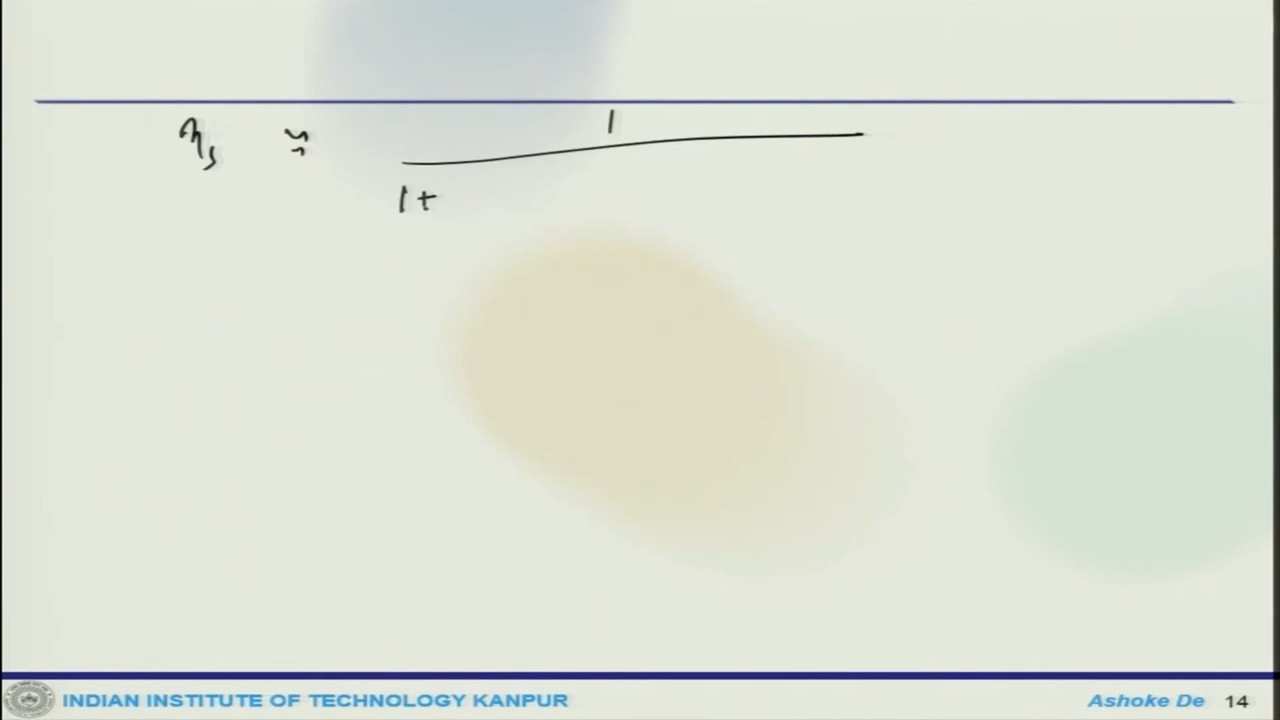 ηₛ ≈ 1
1+
INDIAN INSTITUTE OF TECHNOLOGY KANPUR
Ashoke De 14